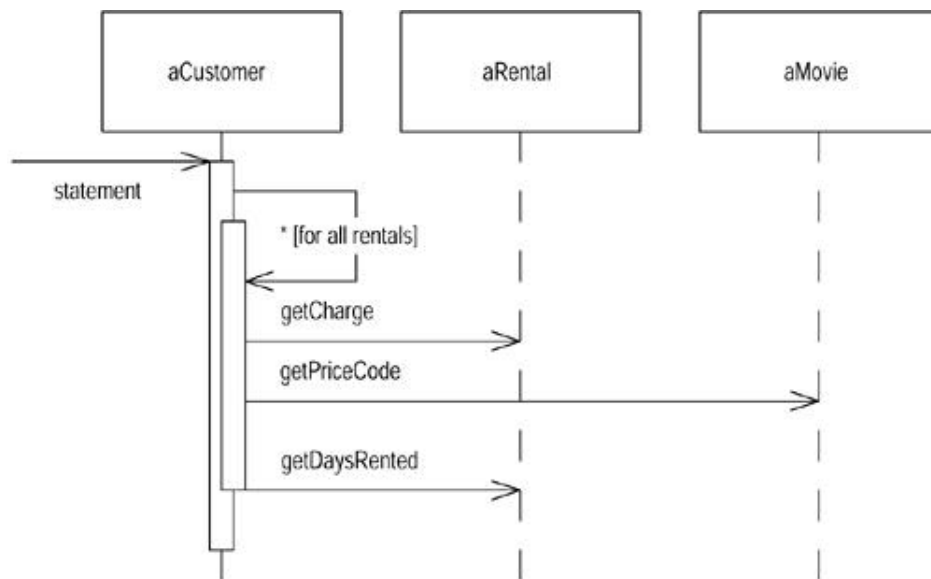 aCustomer
aRental
aMovie
statement
* [for all rentals]
getCharge
getPriceCode
getDaysRented